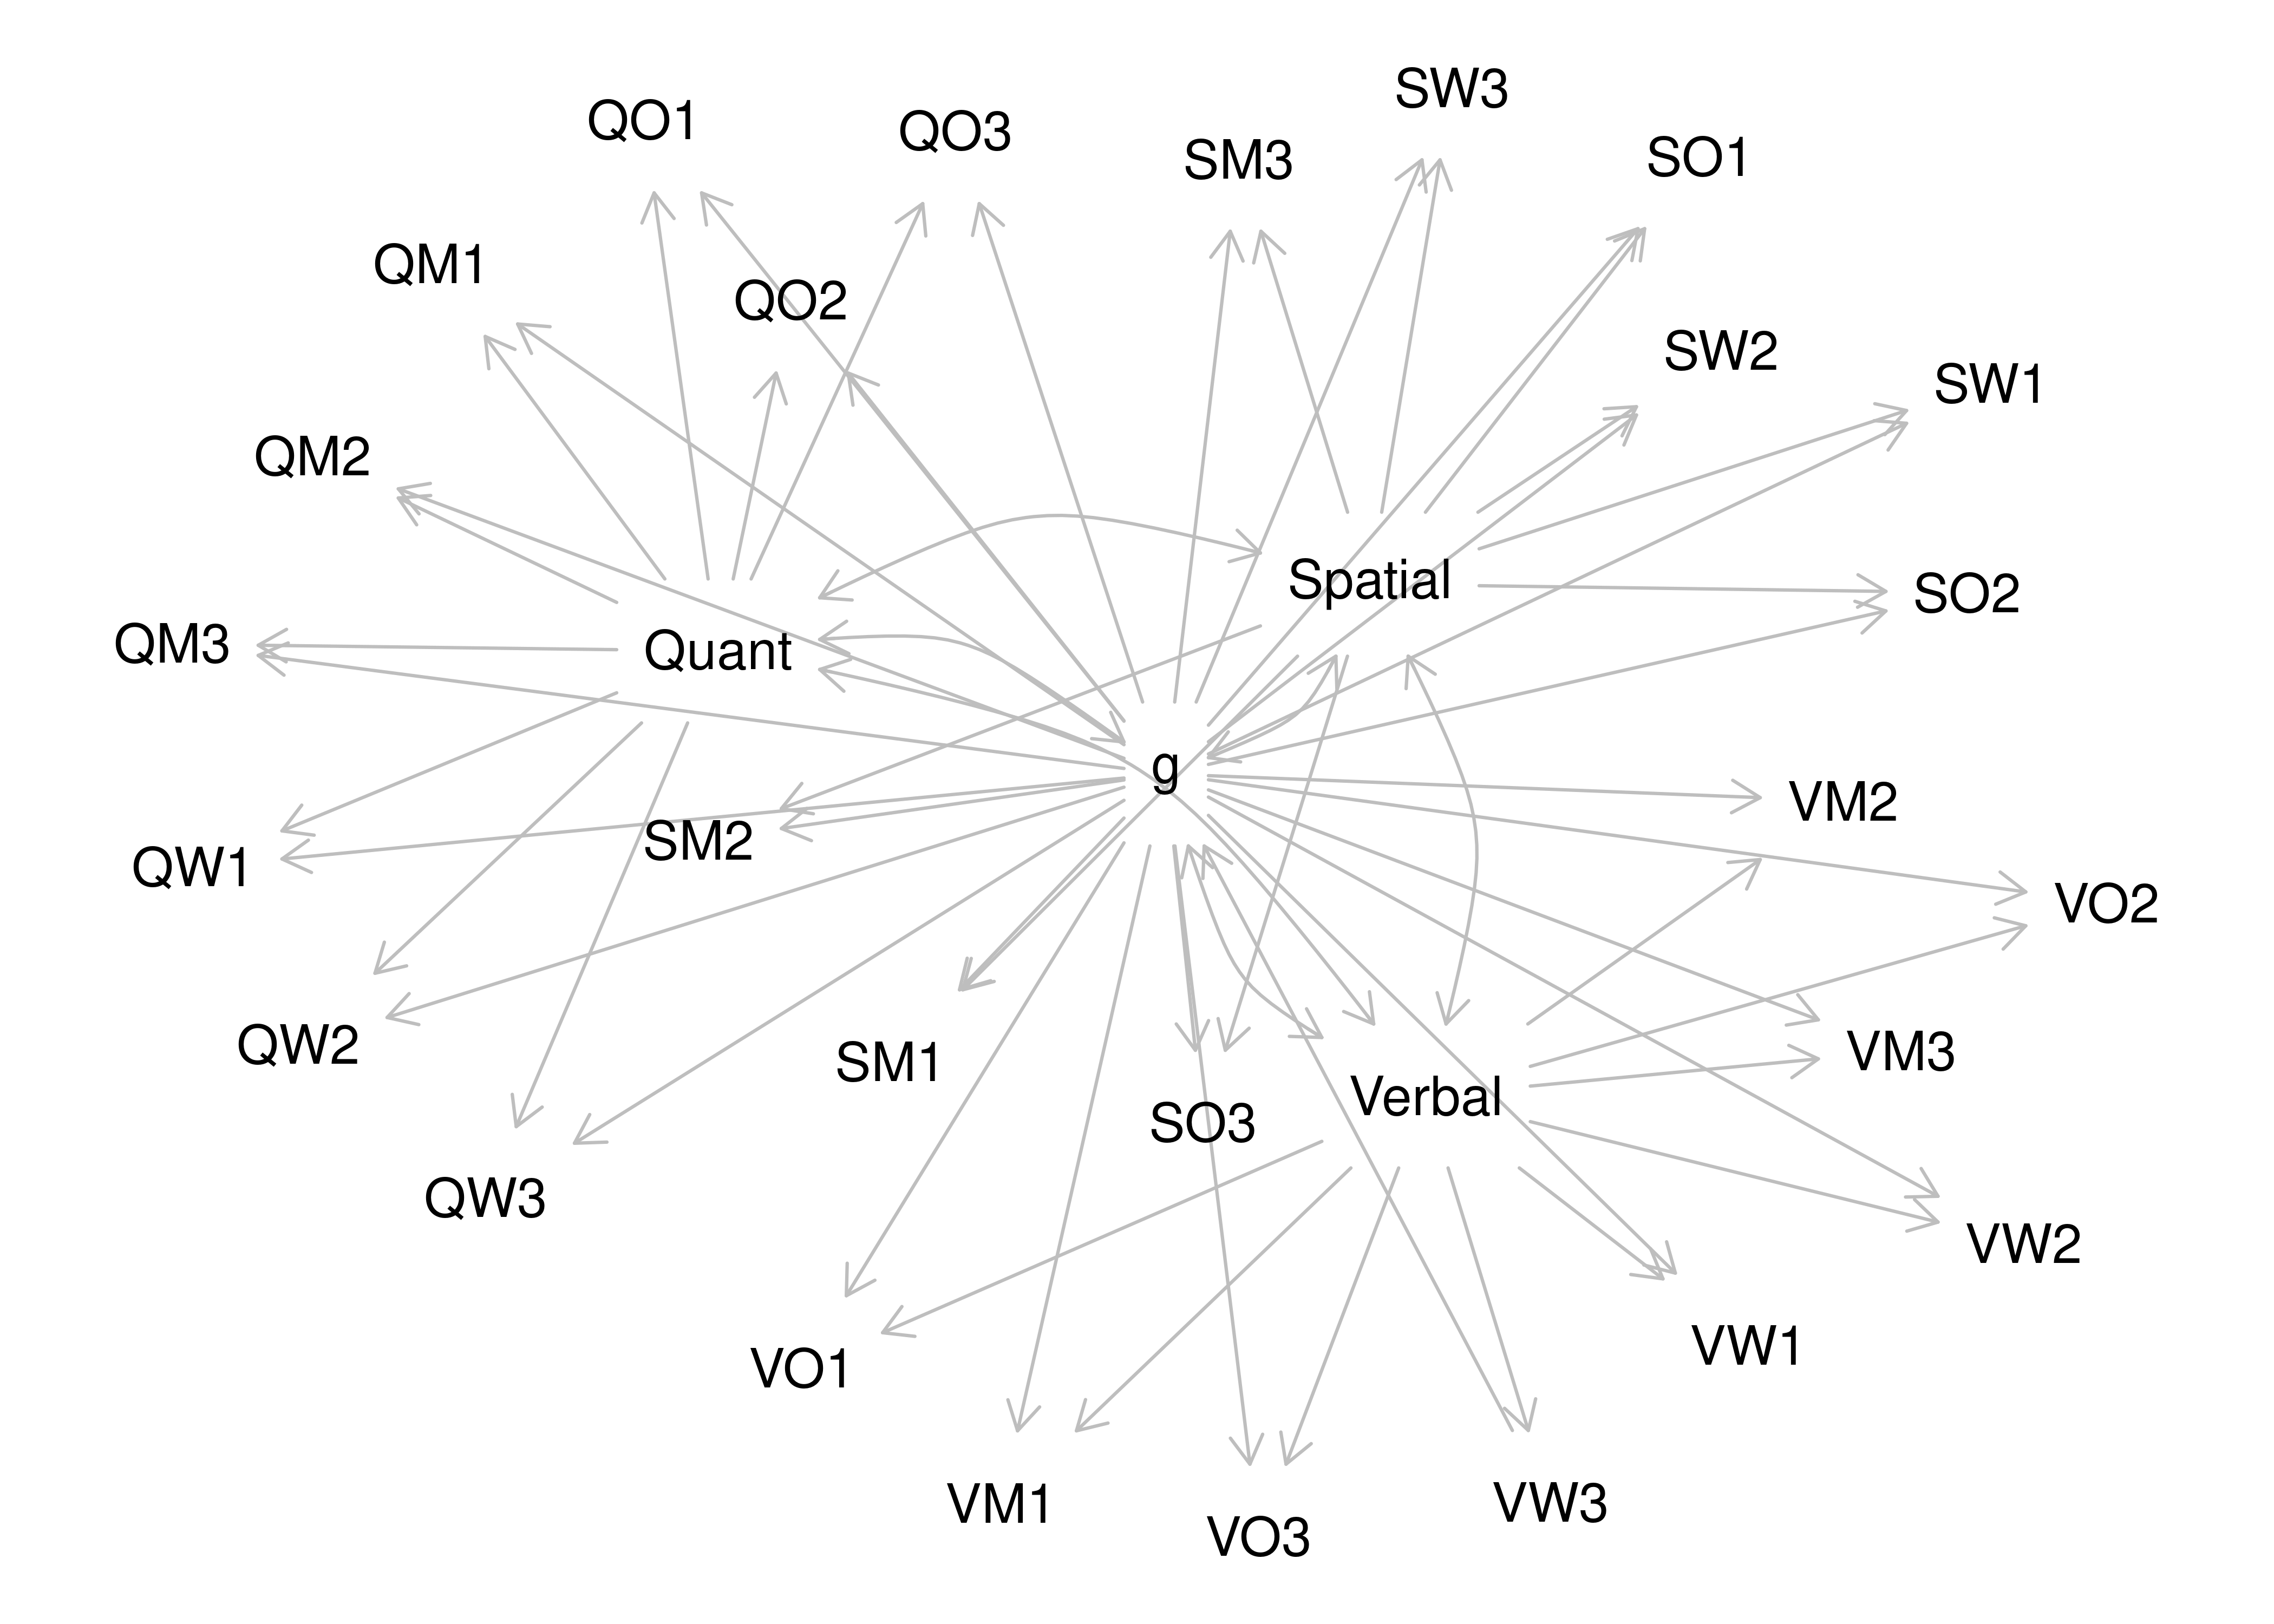 SW3
QO1
QO3
SM3
SO1
QM1
QO2
SW2
SW1
QM2
Spatial
SO2
QM3
Quant
g
VM2
SM2
QW1
VO2
QW2
SM1
VM3
Verbal
SO3
QW3
VW2
VW1
VO1
VM1
VW3
VO3